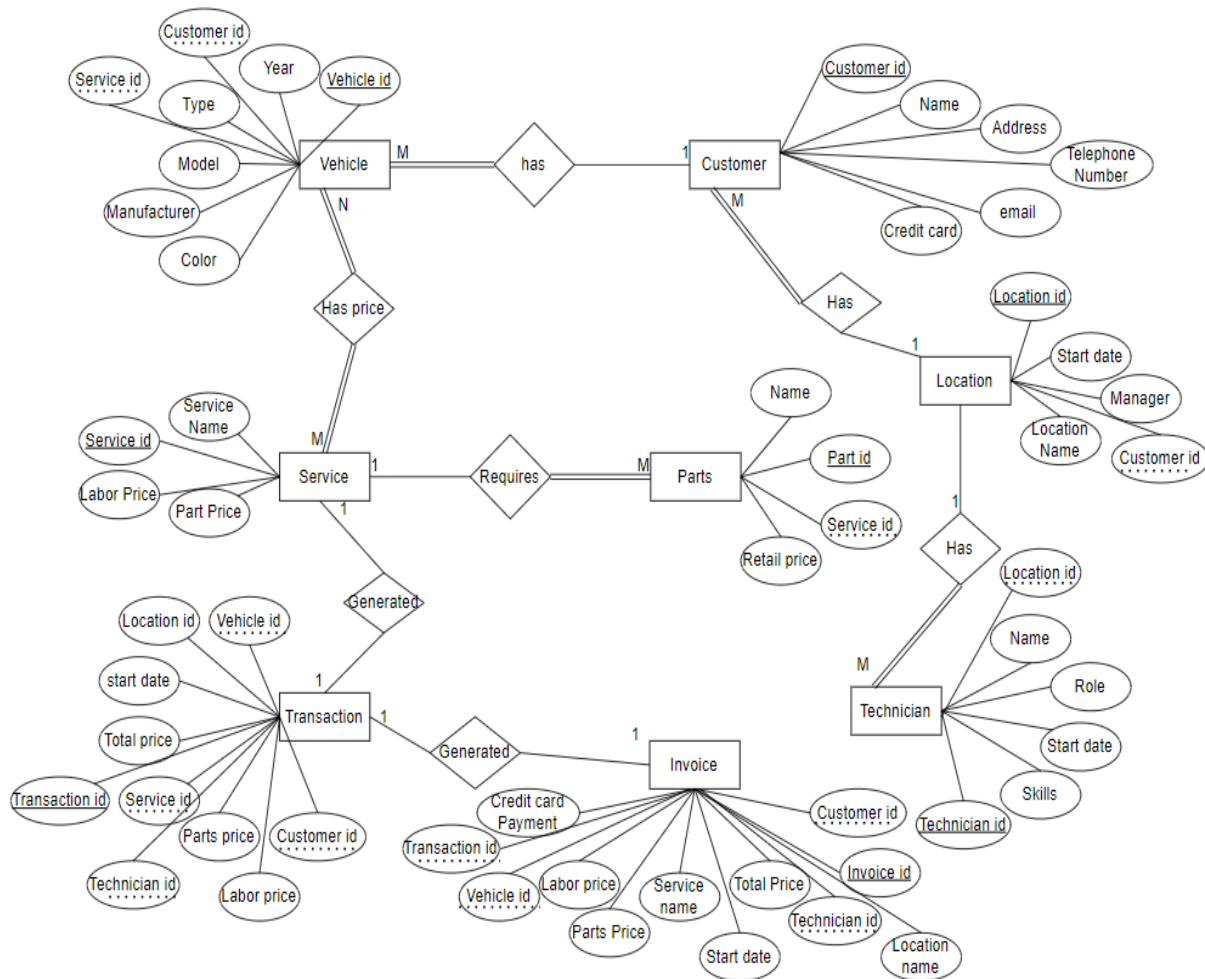 Customer id
Year
Vehicle id
Service id
Type
Model
Manufacturer
Color
Vehicle
M
has
1
Customer
Customer id
Name
Address
Telephone
Number
email
Credit card
N
Has price
M
M
Has
1
Location
Location id
Start date
Manager
Location
Name
Customer id
Service
Name
Service id
Labor Price
Part Price
Service
1
Requires
M
Parts
Name
Part id
Service id
Retail price
1
Generated
1
1
Has
M
Technician
Location id
Name
Role
Start date
Skills
Technician id
Location id
Vehicle id
start date
Total price
Transaction id
Service id
Parts price
Customer id
Technician id
Labor price
Transaction
1
Generated
1
Invoice
Credit card
Payment
Transaction id
Vehicle id
Labor price
Parts Price
Service
name
Start date
Total Price
Technician id
Location
name
Invoice id
Customer id